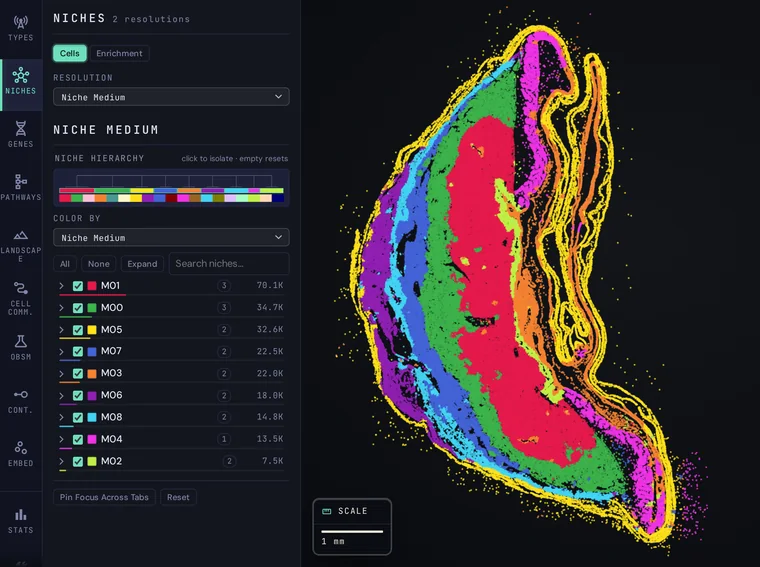 TYPES
NICHES
GENES
PATHWAYS
LANDSCAP
E
CELL
COMM.
OBSM
CONT.
EMBED
STATS
NICHES 2 resolutions
Cells Enrichment
RESOLUTION
Niche Medium
NICHE MEDIUM
NICHE HIERARCHY click to isolate · empty resets
COLOR BY
Niche Medium
All None Expand Search niches...
M01 3 70.1K
M00 3 34.7K
M05 2 32.6K
M07 2 22.5K
M03 2 22.0K
M06 2 18.0K
M08 2 14.8K
M04 1 13.5K
M02 2 7.5K
Pin Focus Across Tabs Reset
SCALE
1 mm